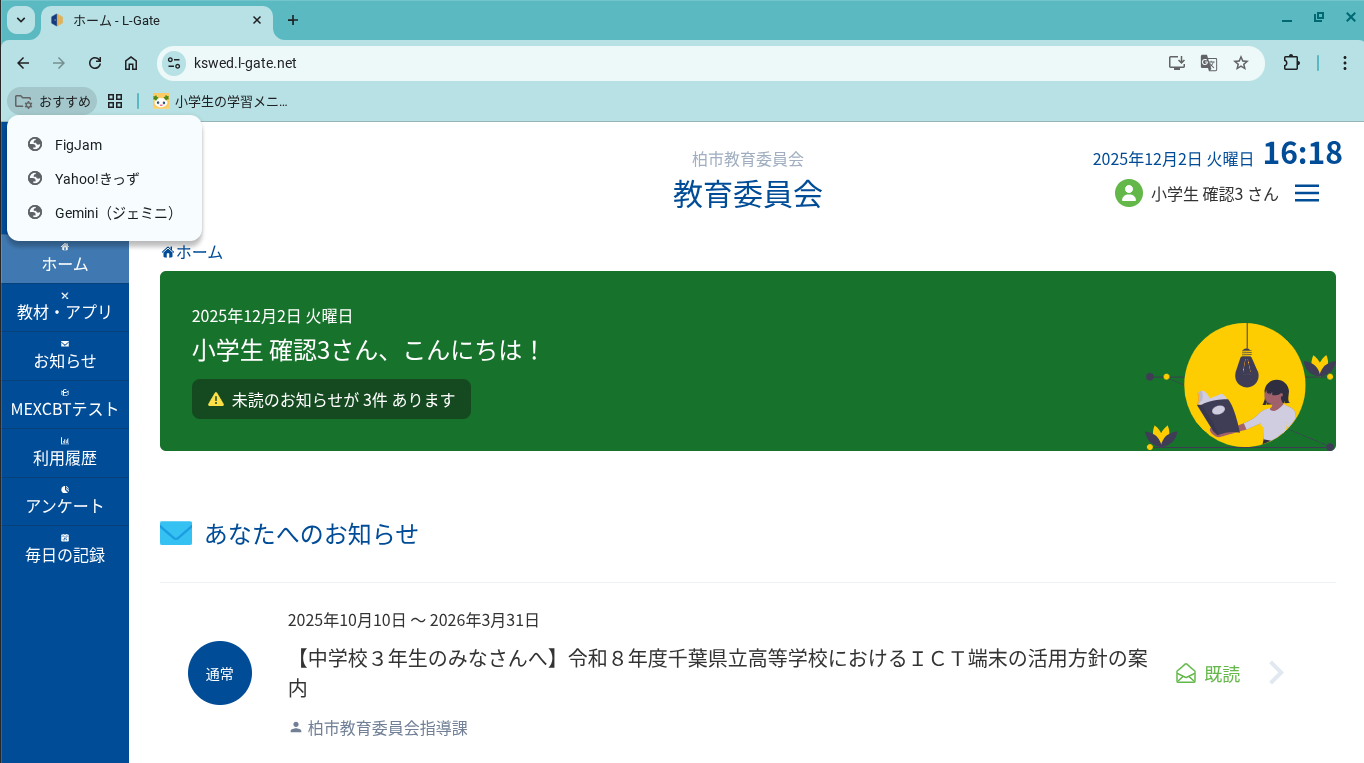 ホーム - L-Gate
kswed.l-gate.net
おすすめ
小学生の学習メニ...
FigJam
Yahoo!きっず
Gemini（ジェミニ）
柏市教育委員会
教育委員会
2025年12月2日 火曜日 16:18
小学生 確認3 さん
ホーム
教材・アプリ
お知らせ
MEXCBTテスト
利用履歴
アンケート
毎日の記録
ホーム
2025年12月2日 火曜日
小学生 確認3さん、こんにちは！
未読のお知らせが 3件 あります
あなたへのお知らせ
2025年10月10日 〜 2026年3月31日
通常
【中学校３年生のみなさんへ】令和８年度千葉県立高等学校におけるＩＣＴ端末の活用方針の案
内
既読
柏市教育委員会指導課